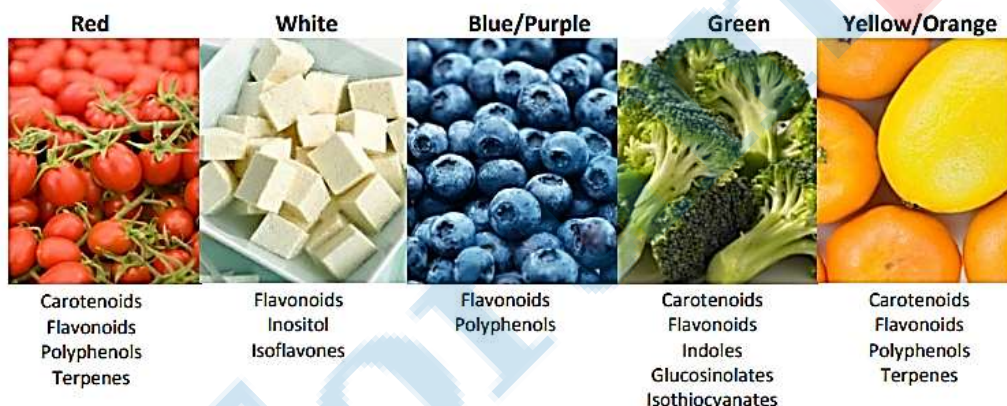 Red
White
Blue/Purple
Green
Yellow/Orange
Carotenoids
Flavonoids
Polyphenols
Terpenes
Flavonoids
Inositol
Isoflavones
Flavonoids
Polyphenols
Carotenoids
Flavonoids
Indoles
Glucosinolates
Isothiocyanates
Carotenoids
Flavonoids
Polyphenols
Terpenes